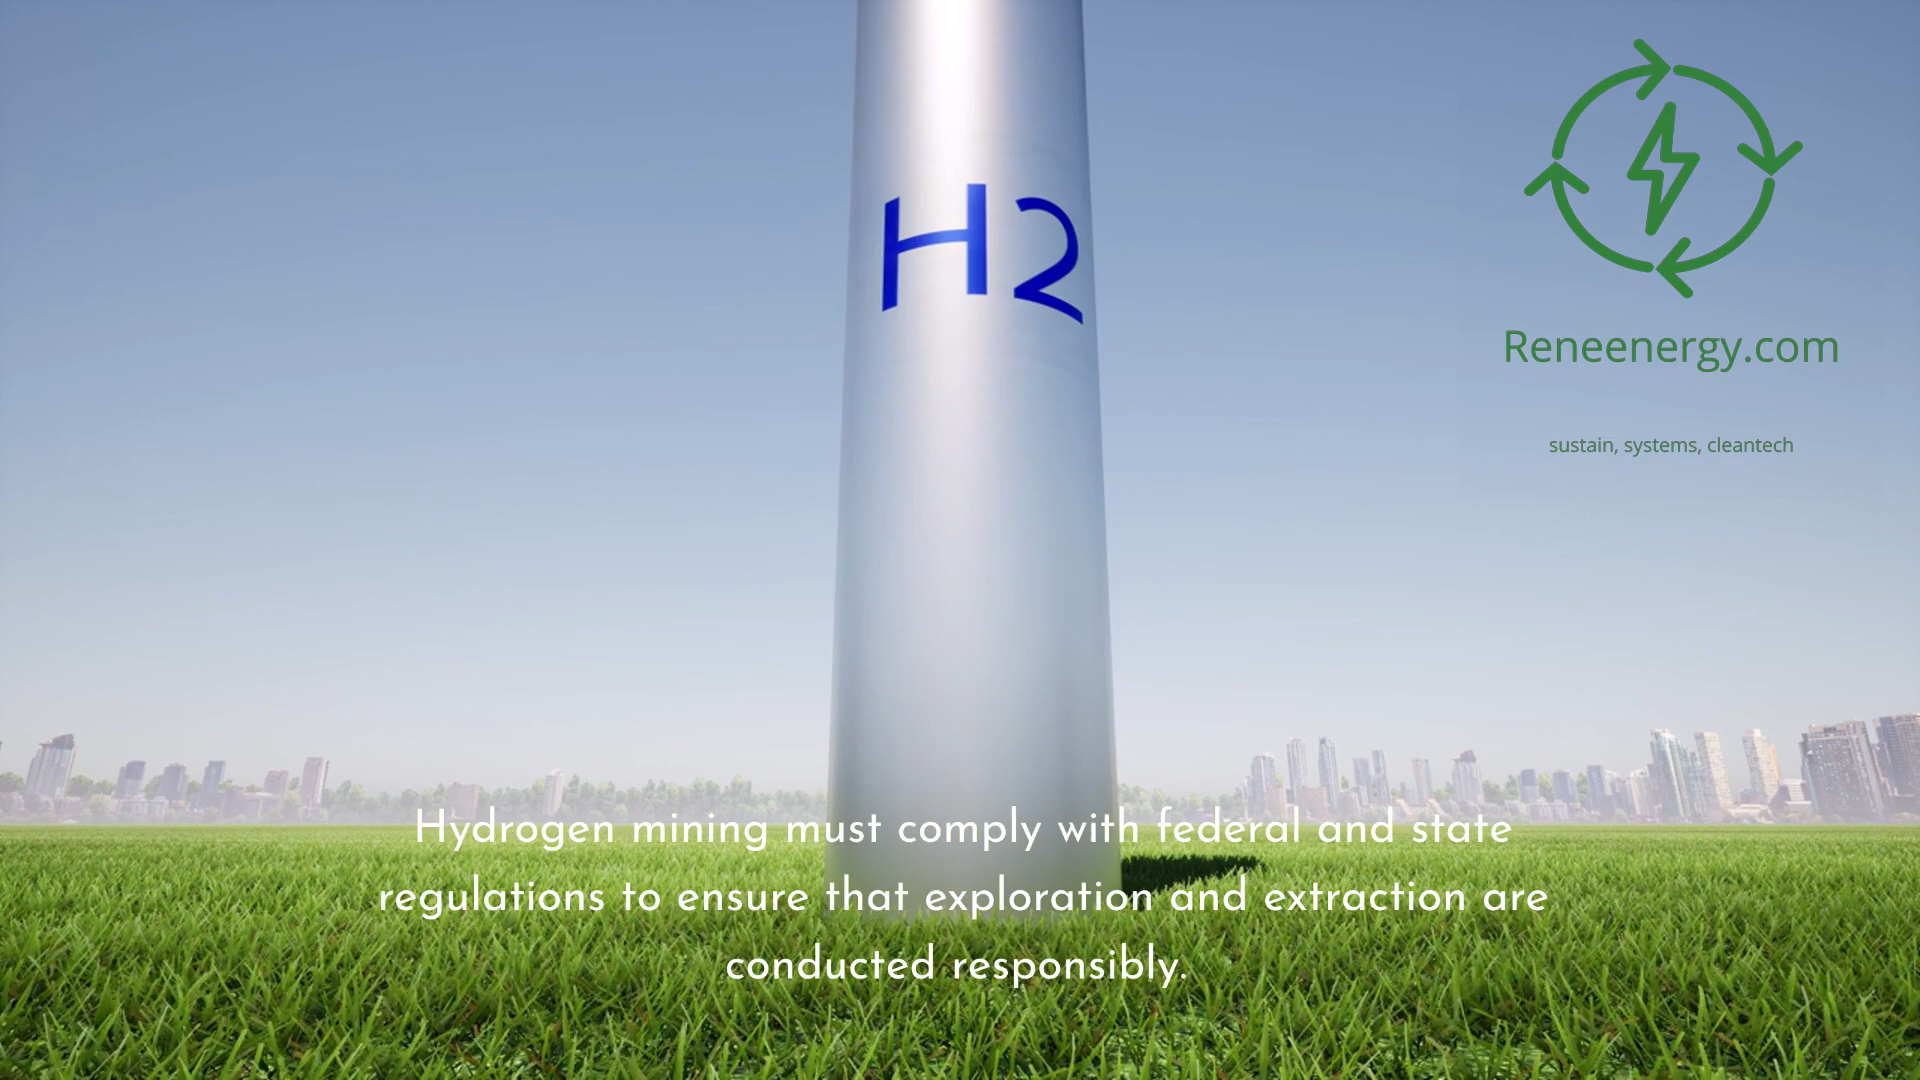 H2
Reneenergy.com
sustain, systems, cleantech
Hydrogen mining must comply with federal and state
regulations to ensure that exploration and extraction are
conducted responsibly.